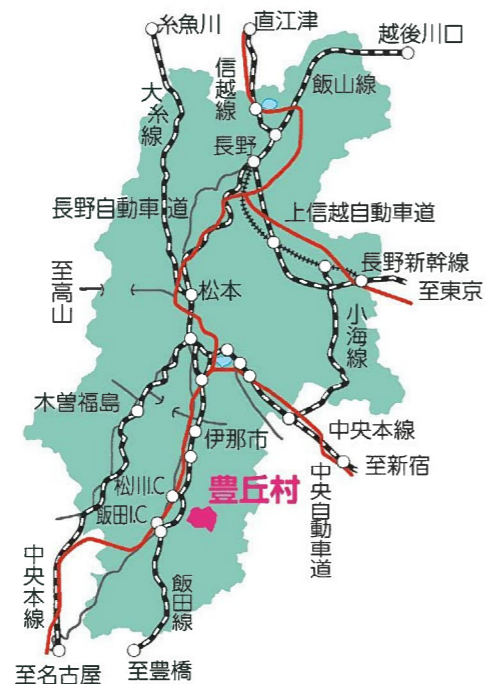 糸魚川
直江津
越後川口
信越線
飯山線
大糸線
長野
長野自動車道
上信越自動車道
長野新幹線
至高山
松本
至東京
小海線
木曽福島
伊那市
中央本線
至新宿
松川I.C
豊丘村
飯田I.C
中央自動車道
中央本線
飯田線
至名古屋
至豊橋